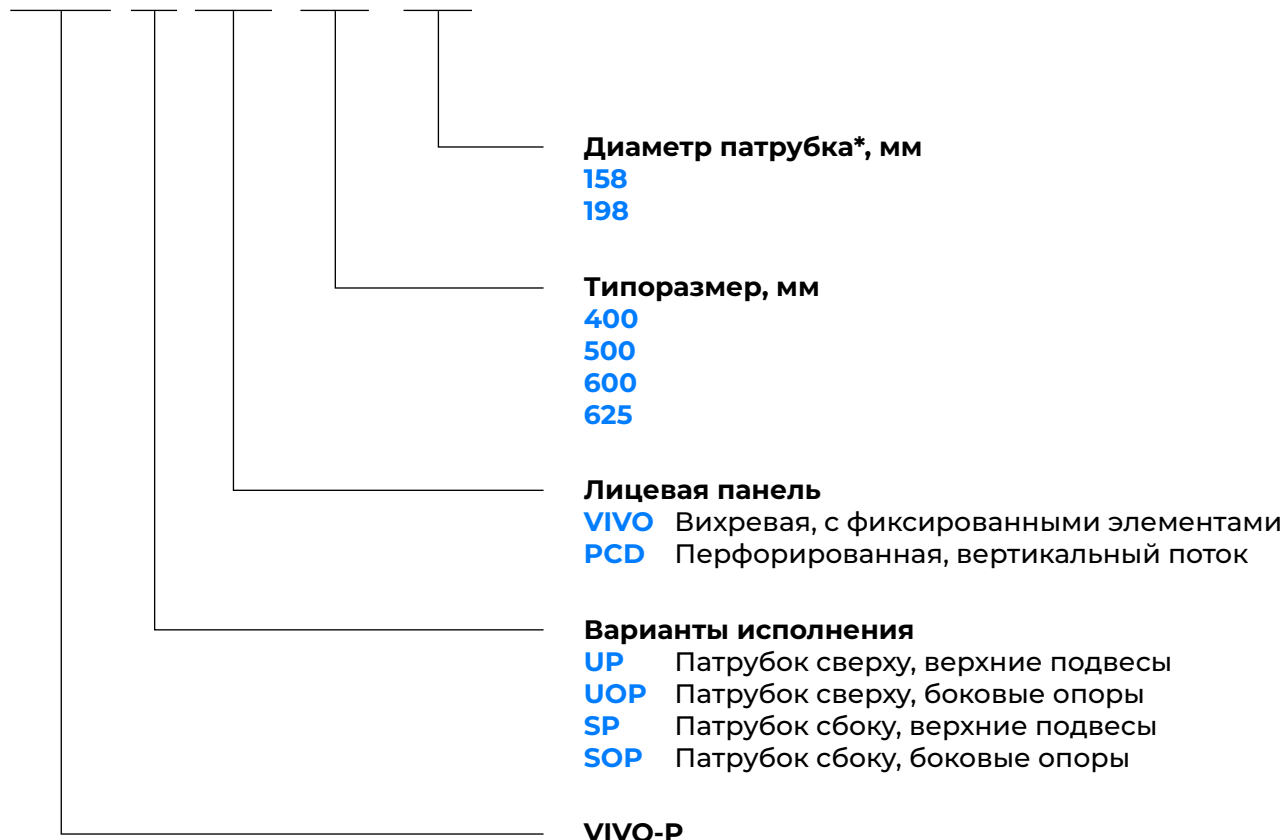 Диаметр патрубка*, мм
158
198
Типоразмер, мм
400
500
600
625
Лицевая панель
VIVO Вихревая, с фиксированными элементами
PCD Перфорированная, вертикальный поток
Варианты исполнения
UP Патрубок сверху, верхние подвесы
UOP Патрубок сверху, боковые опоры
SP Патрубок сбоку, верхние подвесы
SOP Патрубок сбоку, боковые опоры
VIVO-P